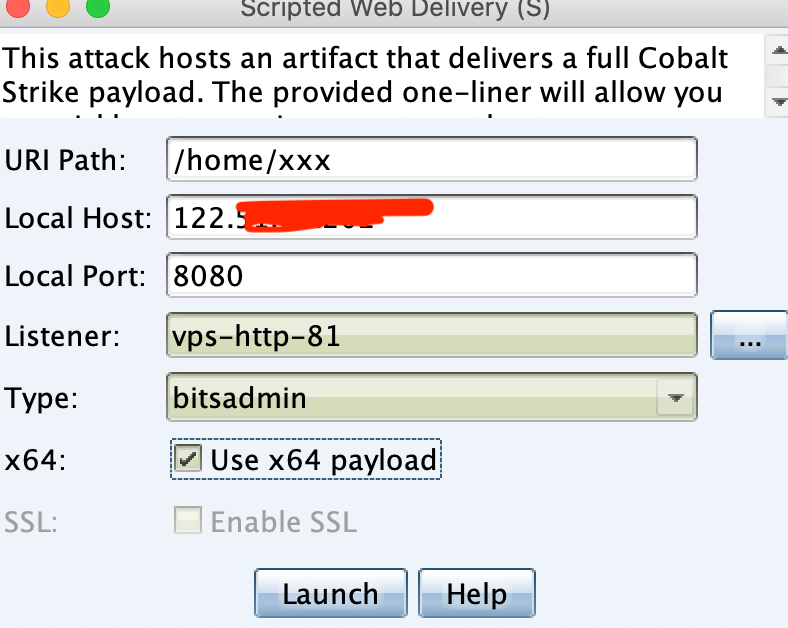 Scripted Web Delivery (S)
This attack hosts an artifact that delivers a full Cobalt
Strike payload. The provided one-liner will allow you
URI Path: /home/xxx
Local Host: 122.
Local Port: 8080
Listener: vps-http-81 ...
Type: bitsadmin
x64: Use x64 payload
SSL: Enable SSL
Launch Help